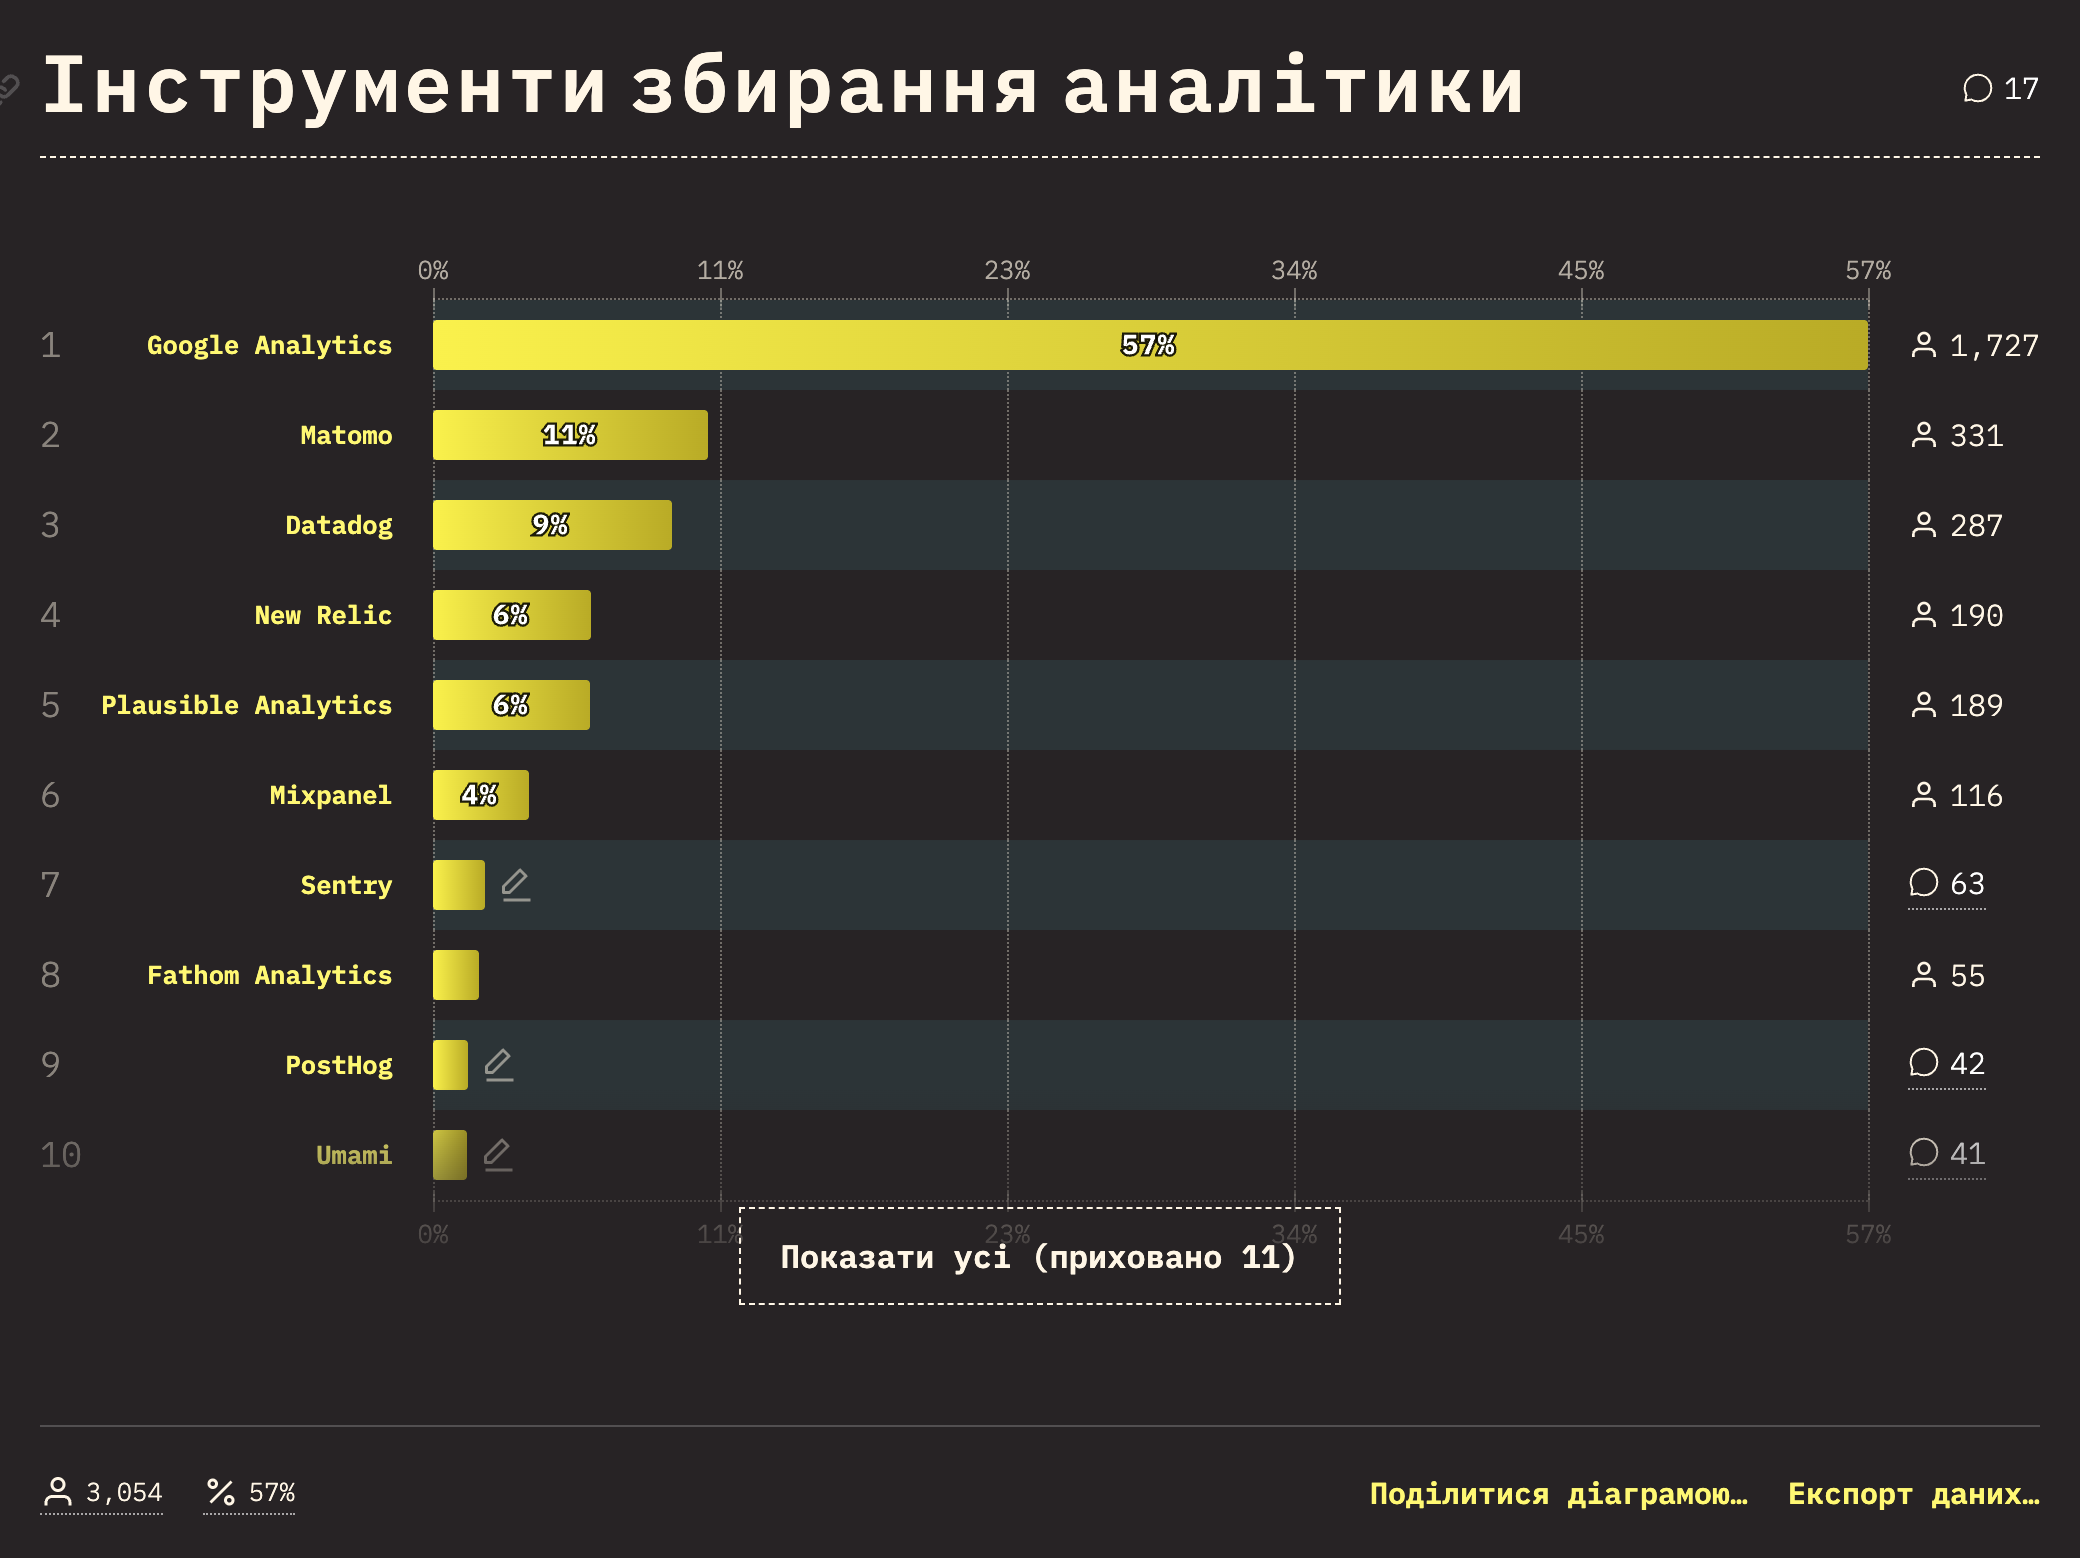 Інструменти збирання аналітики
17
0% 11% 23% 34% 45% 57%
1 Google Analytics 57% 1,727
2 Matomo 11% 331
3 Datadog 9% 287
4 New Relic 6% 190
5 Plausible Analytics 6% 189
6 Mixpanel 4% 116
7 Sentry 63
8 Fathom Analytics 55
9 PostHog 42
10 Umami 41
0% 11% 23% 34% 45% 57%
Показати усі (приховано 11)
3,054 57% Поділитися діаграмою… Експорт даних…